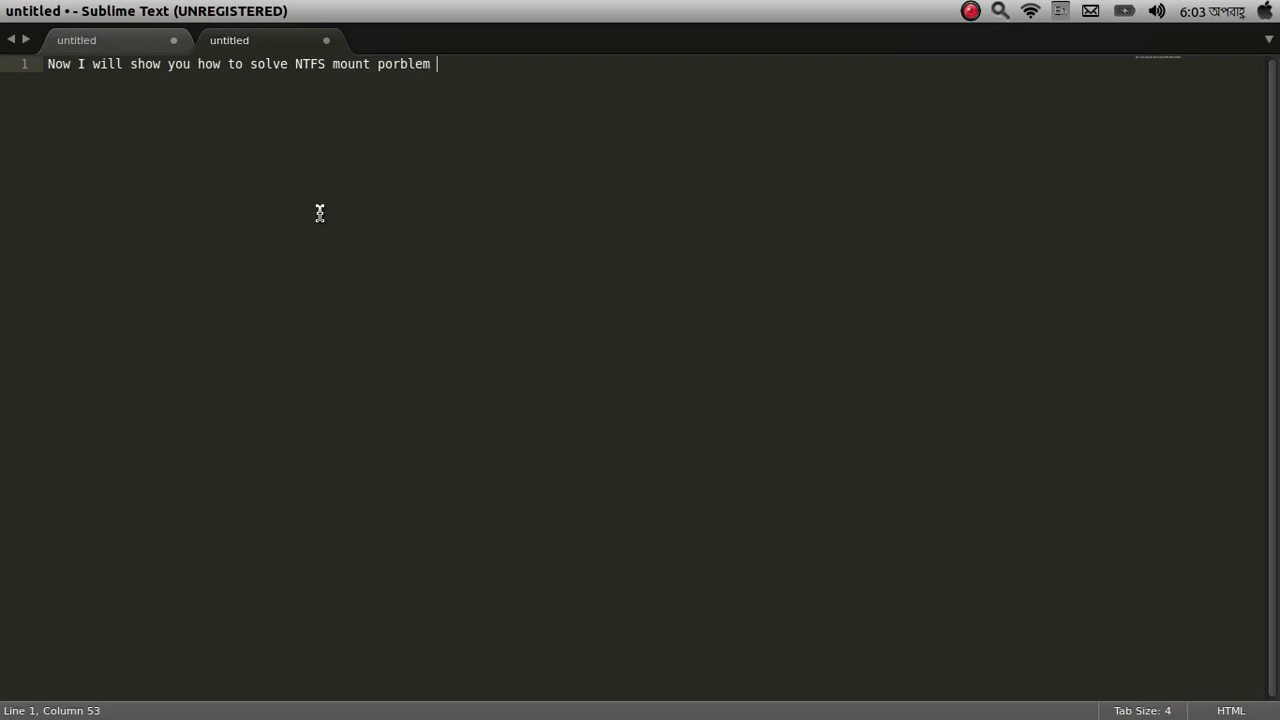 untitled • - Sublime Text (UNREGISTERED)
6:03 অপরাহ্ণ
untitled
untitled
1 Now I will show you how to solve NTFS mount porblem
Line 1, Column 53
Tab Size: 4
HTML